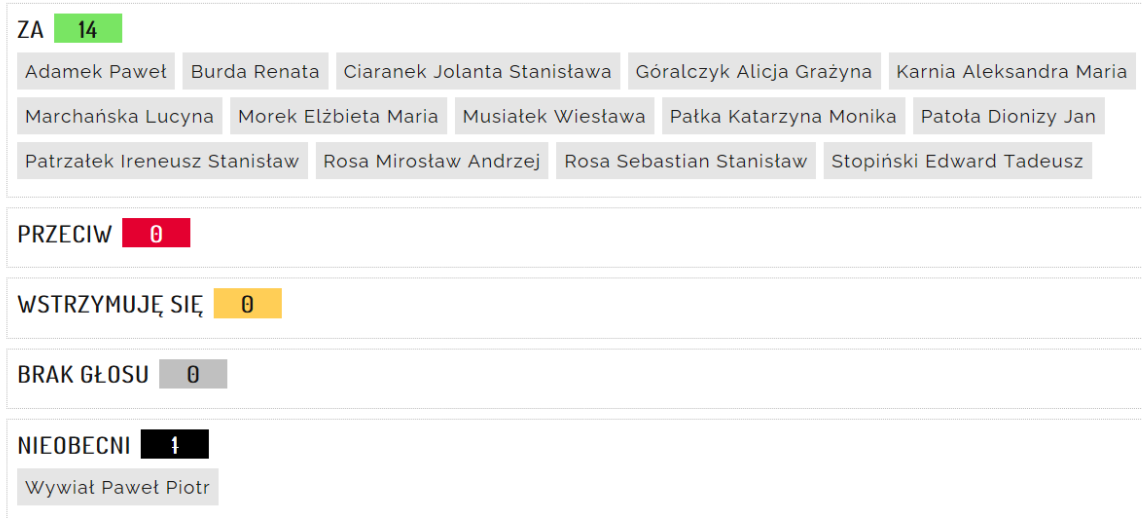 ZA 14
Adamek Paweł Burda Renata Ciaranek Jolanta Stanisława Góralczyk Alicja Grażyna Karnia Aleksandra Maria
Marchańska Lucyna Morek Elżbieta Maria Musiałek Wiesława Pałka Katarzyna Monika Patoła Dionizy Jan
Patrzałek Ireneusz Stanisław Rosa Mirosław Andrzej Rosa Sebastian Stanisław Stopiński Edward Tadeusz
PRZECIW 0
WSTRZYMUJĘ SIĘ 0
BRAK GŁOSU 0
NIEOBECNI 1
Wywiał Paweł Piotr